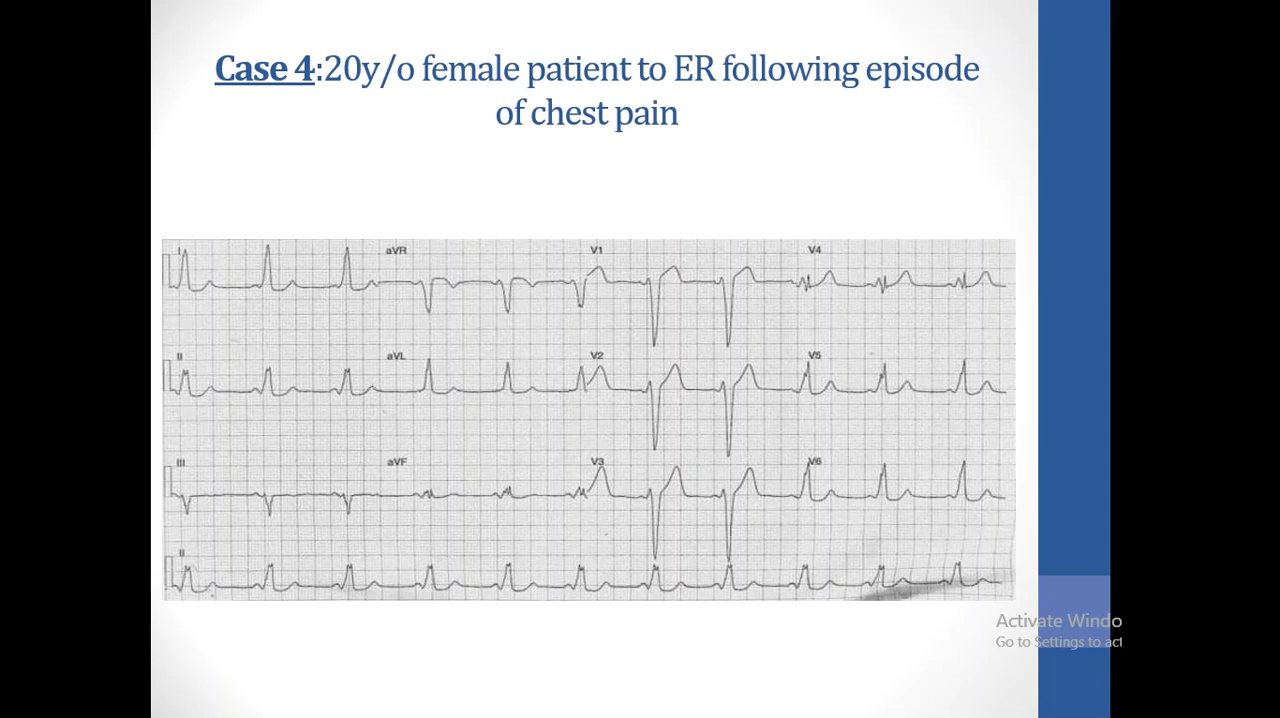 Case 4:20y/o female patient to ER following episode
of chest pain
I aVR V1 V4
II aVL V2 V5
III aVF V3 V6
II
Activate Windo
Go to Settings to act